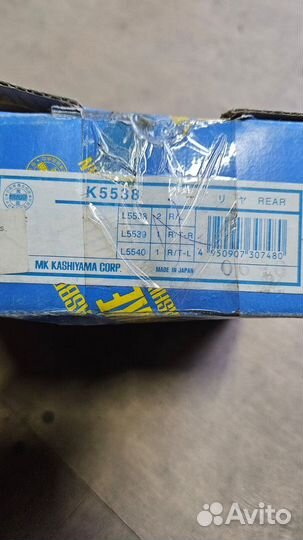 K5538
リヤ REAR
L5538 2 R/
L5539 1 R/T-R
L5540 1 R/T-L 4 950907 307480
MK KASHIYAMA CORP. MADE IN JAPAN
Avito